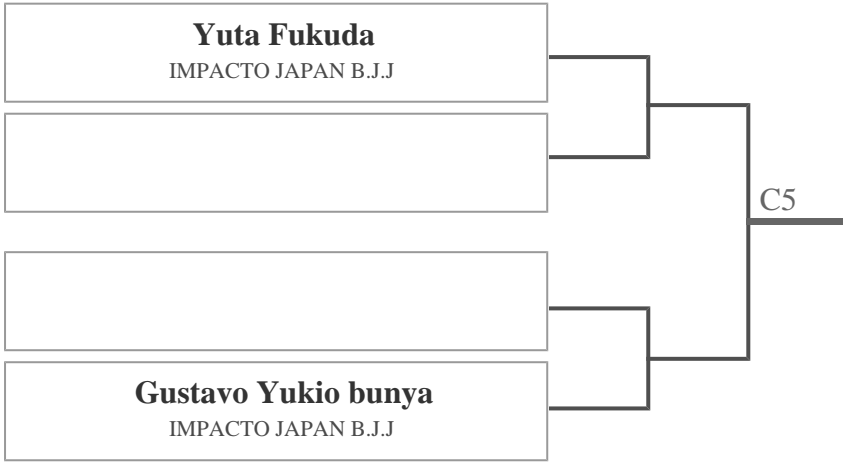 Yuta Fukuda
IMPACTO JAPAN B.J.J
C5
Gustavo Yukio bunya
IMPACTO JAPAN B.J.J